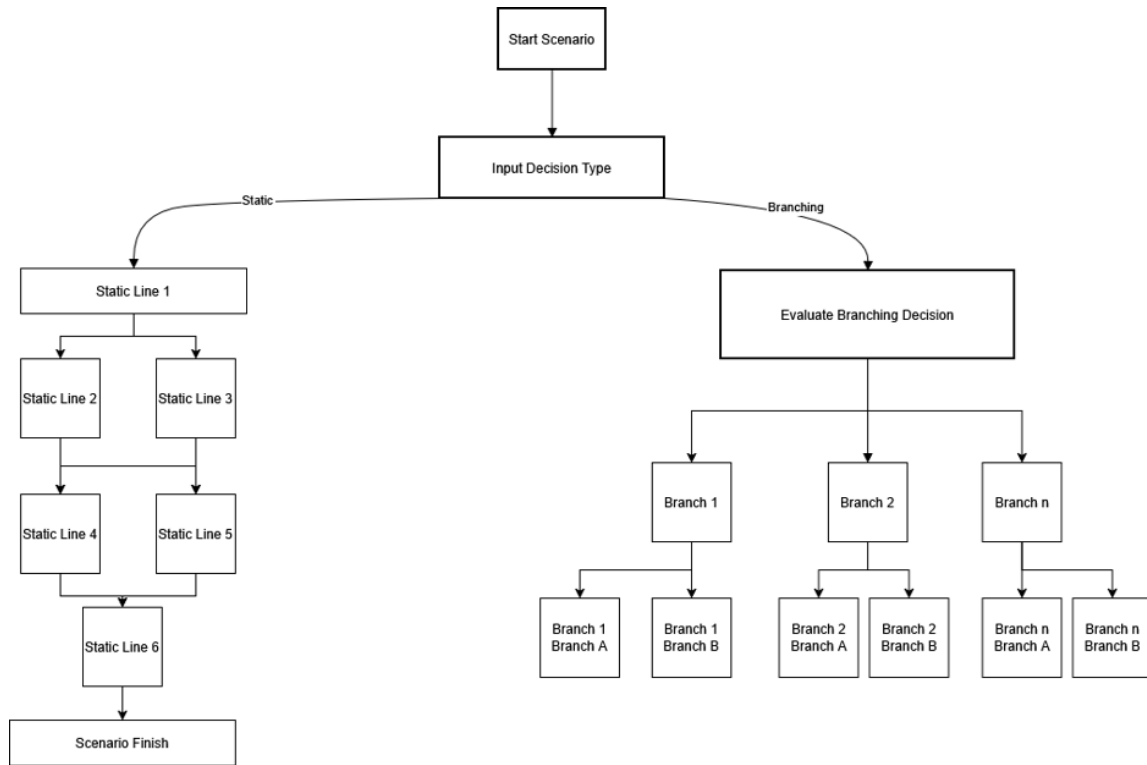 Start Scenario
Input Decision Type
Static
Branching
Static Line 1
Evaluate Branching Decision
Static Line 2
Static Line 3
Branch 1
Branch 2
Branch n
Static Line 4
Static Line 5
Branch 1
Branch A
Branch 1
Branch B
Branch 2
Branch A
Branch 2
Branch B
Branch n
Branch A
Branch n
Branch B
Static Line 6
Scenario Finish